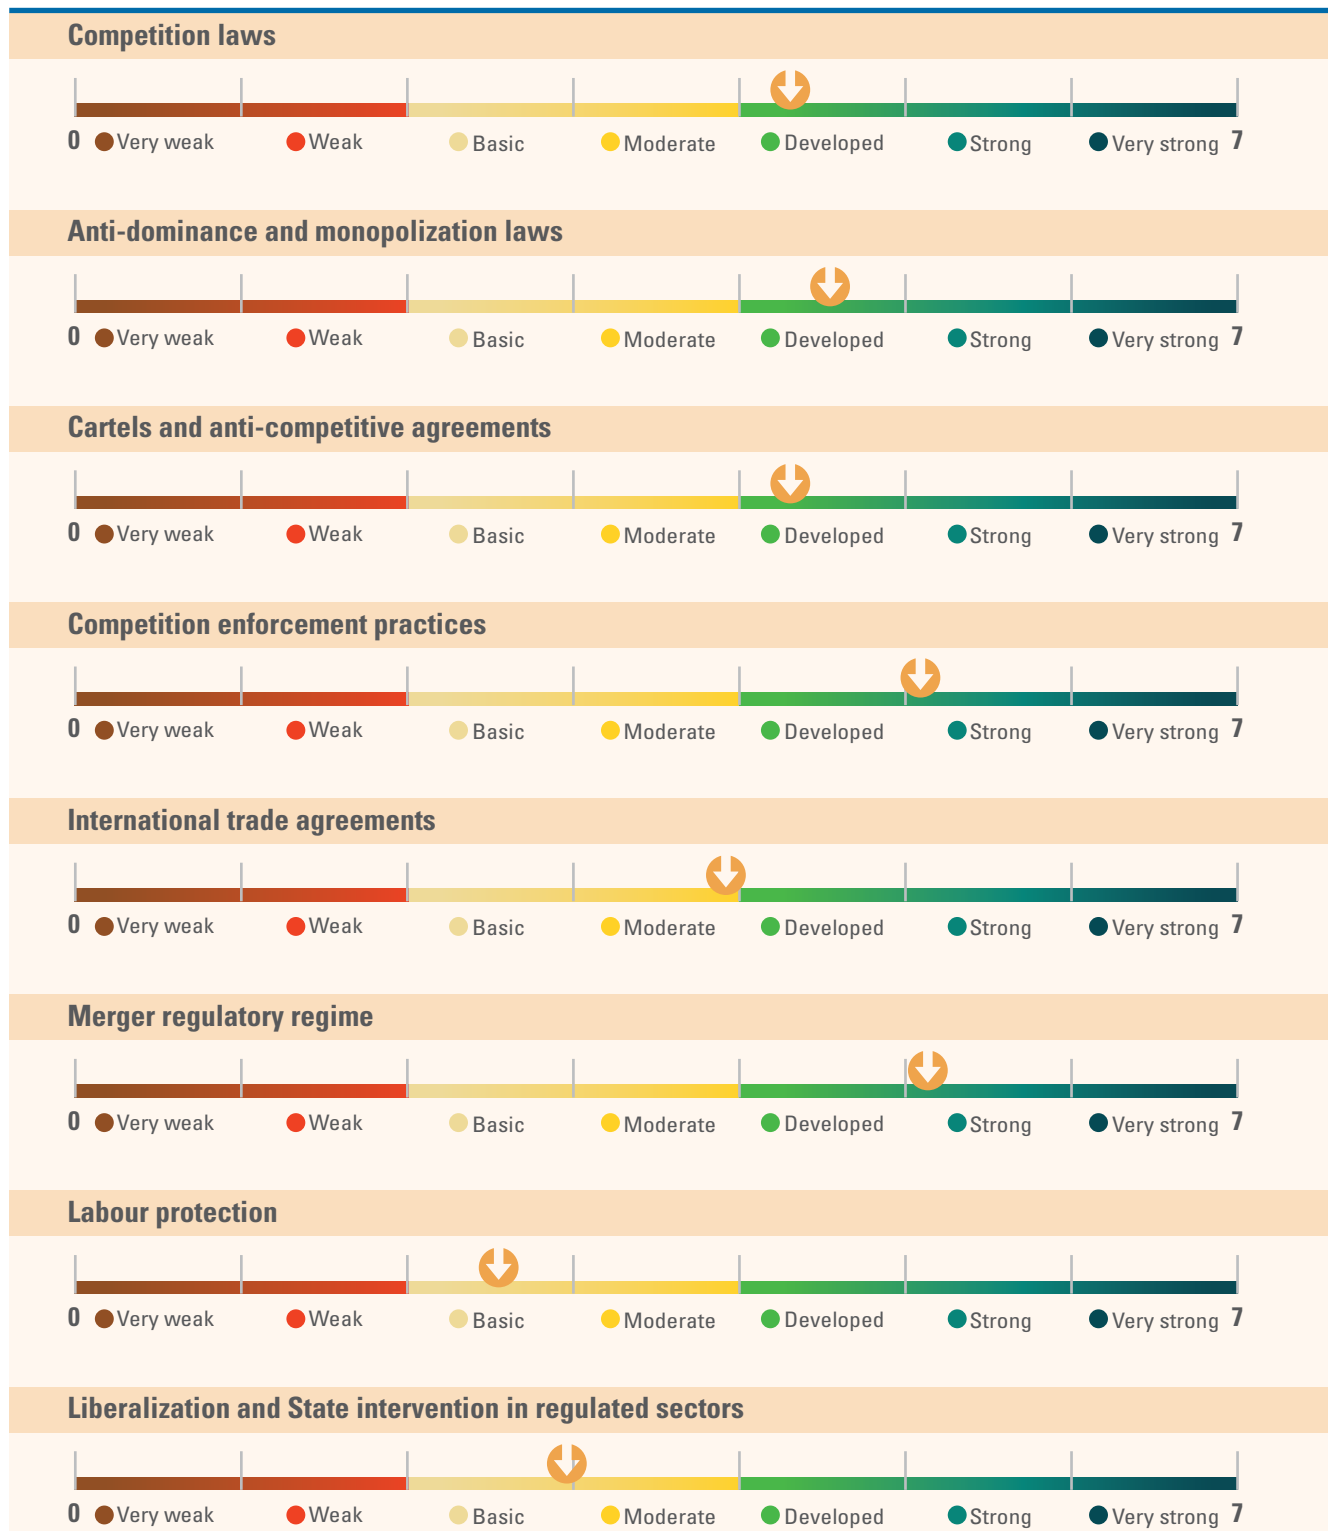 Competition laws
0 Very weak Weak Basic Moderate Developed Strong Very strong 7
Anti-dominance and monopolization laws
0 Very weak Weak Basic Moderate Developed Strong Very strong 7
Cartels and anti-competitive agreements
0 Very weak Weak Basic Moderate Developed Strong Very strong 7
Competition enforcement practices
0 Very weak Weak Basic Moderate Developed Strong Very strong 7
International trade agreements
0 Very weak Weak Basic Moderate Developed Strong Very strong 7
Merger regulatory regime
0 Very weak Weak Basic Moderate Developed Strong Very strong 7
Labour protection
0 Very weak Weak Basic Moderate Developed Strong Very strong 7
Liberalization and State intervention in regulated sectors
0 Very weak Weak Basic Moderate Developed Strong Very strong 7